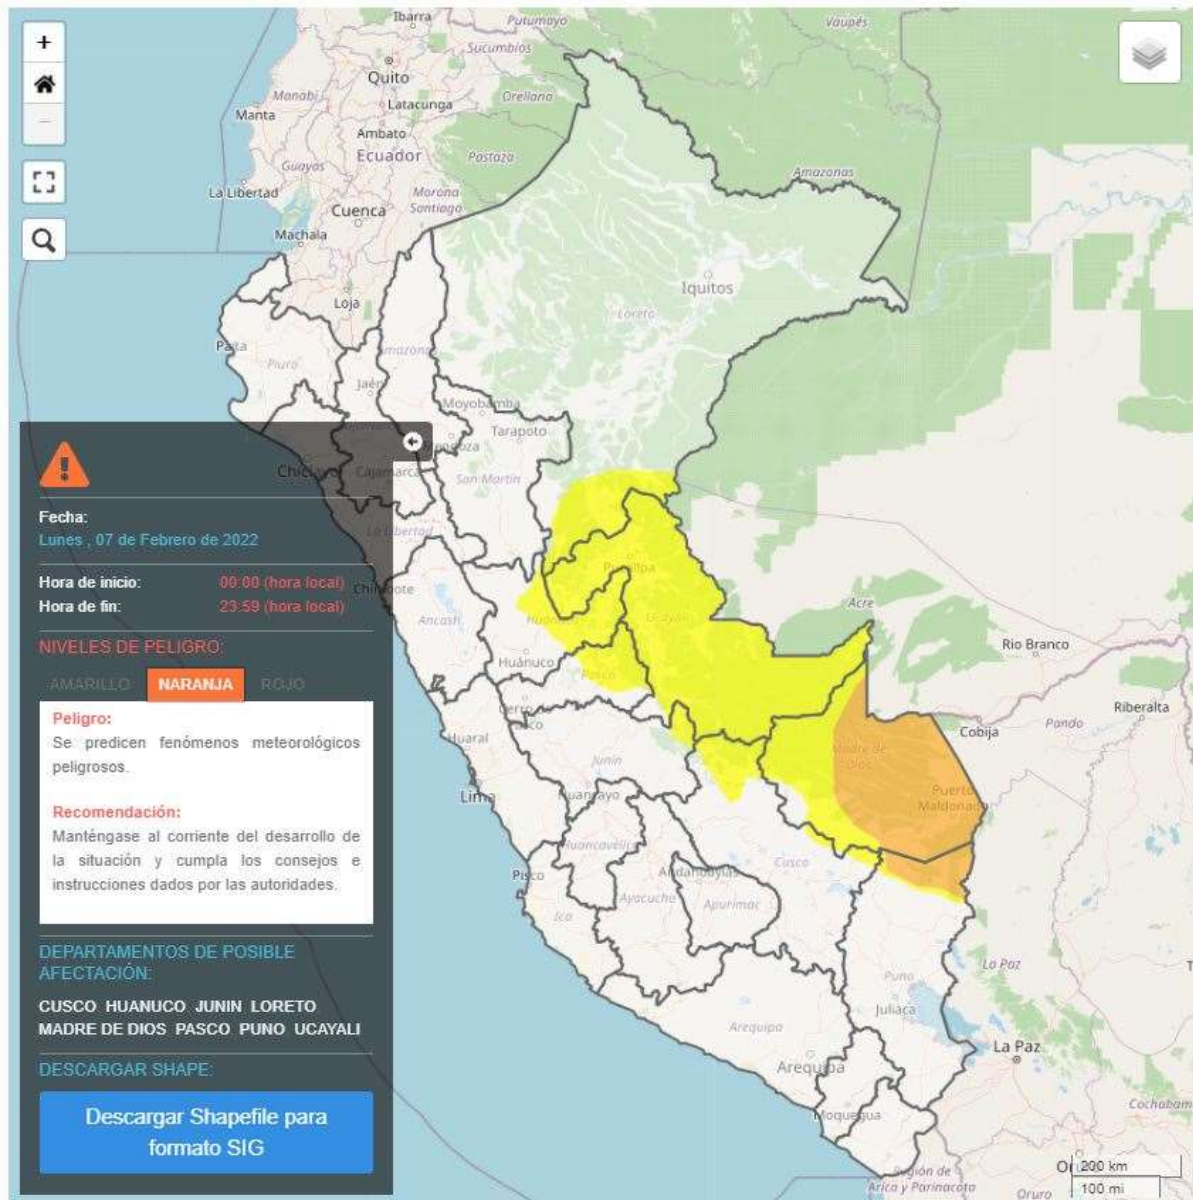 +
−
Fecha:
Lunes , 07 de Febrero de 2022
Hora de inicio: 00:00 (hora local)
Hora de fin: 23:59 (hora local)
NIVELES DE PELIGRO:
AMARILLO NARANJA ROJO
Peligro:
Se predicen fenómenos meteorológicos
peligrosos.
Recomendación:
Manténgase al corriente del desarrollo de
la situación y cumpla los consejos e
instrucciones dados por las autoridades.
DEPARTAMENTOS DE POSIBLE
AFECTACIÓN:
CUSCO HUANUCO JUNIN LORETO
MADRE DE DIOS PASCO PUNO UCAYALI
DESCARGAR SHAPE:
Descargar Shapefile para
formato SIG
Ibarra
Putumayo
Vaupés
Sucumbíos
Quito
Manabí
Latacunga
Orellana
Manta
Ambato
Ecuador
Pastaza
Guayas
Amazonas
La Libertad
Morona
Santiago
Cuenca
Machala
Iquitos
Loja
Loreto
Paita
Piura
Jaén
Moyobamba
Tarapoto
Chiclayo
Cajamarca
San Martín
La Libertad
Pucallpa
Chimbote
Acre
Ancash
Ucayali
Rio Branco
Huánuco
Pasco
Riberalta
Cobija
Pando
Huaral
Junín
Madre de
Dios
Lima
Huancayo
Puerto
Maldonado
Huancavelica
Cusco
Pisco
Andahuaylas
Ica
Ayacucho
Apurímac
La Paz
Puno
Juliaca
Arequipa
La Paz
Arequipa
Moquegua
Cochabam
Región de
Arica y Parinacota
Oruro
200 km
100 mi